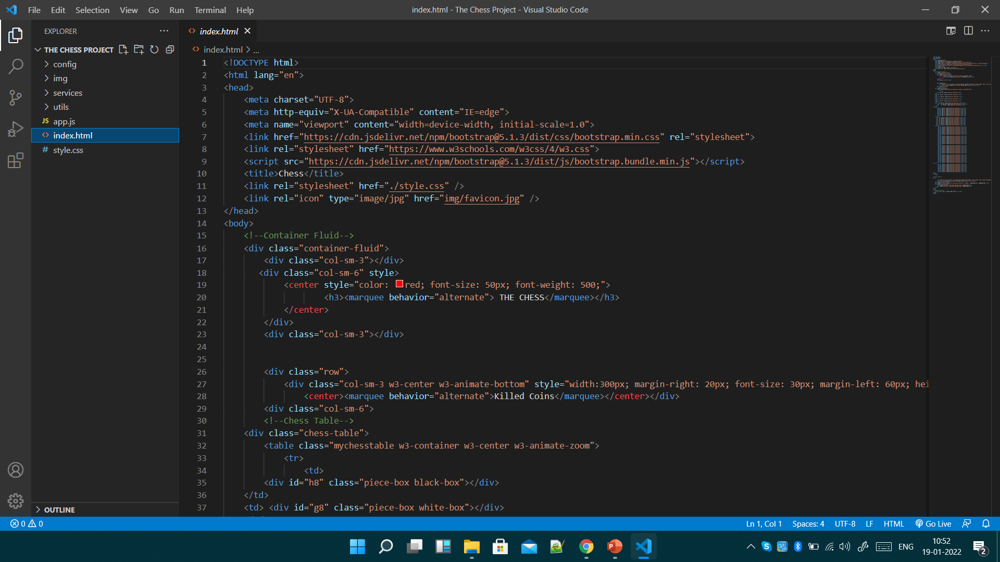 File Edit Selection View Go Run Terminal Help
index.html - The Chess Project - Visual Studio Code
EXPLORER
THE CHESS PROJECT
config
img
services
utils
JS app.js
<> index.html
# style.css
OUTLINE
<> index.html
<> index.html > ...
1 <!DOCTYPE html>
2 <html lang="en">
3 <head>
4 <meta charset="UTF-8">
5 <meta http-equiv="X-UA-Compatible" content="IE=edge">
6 <meta name="viewport" content="width=device-width, initial-scale=1.0">
7 <link href="https://cdn.jsdelivr.net/npm/bootstrap@5.1.3/dist/css/bootstrap.min.css" rel="stylesheet">
8 <link rel="stylesheet" href="https://www.w3schools.com/w3css/4/w3.css">
9 <script src="https://cdn.jsdelivr.net/npm/bootstrap@5.1.3/dist/js/bootstrap.bundle.min.js"></script>
10 <title>Chess</title>
11 <link rel="stylesheet" href="./style.css" />
12 <link rel="icon" type="image/jpg" href="img/favicon.jpg" />
13 </head>
14 <body>
15 <!--Container Fluid-->
16 <div class="container-fluid">
17 <div class="col-sm-3"></div>
18 <div class="col-sm-6" style>
19 <center style="color: red; font-size: 50px; font-weight: 500;">
20 <h3><marquee behavior="alternate"> THE CHESS</marquee></h3>
21 </center>
22 </div>
23 <div class="col-sm-3"></div>
24
25
26 <div class="row">
27 <div class="col-sm-3 w3-center w3-animate-bottom" style="width:300px; margin-right: 20px; font-size: 30px; margin-left: 60px; hei
28 <center><marquee behavior="alternate">Killed Coins</marquee></center></div>
29 <div class="col-sm-6">
30 <!--Chess Table-->
31 <div class="chess-table">
32 <table class="mychesstable w3-container w3-center w3-animate-zoom">
33 <tr>
34 <td>
35 <div id="h8" class="piece-box black-box"></div>
36 </td>
37 <td> <div id="g8" class="piece-box white-box"></div>
0 0
Ln 1, Col 1 Spaces: 4 UTF-8 LF HTML Go Live
ENG
10:52
19-01-2022
2